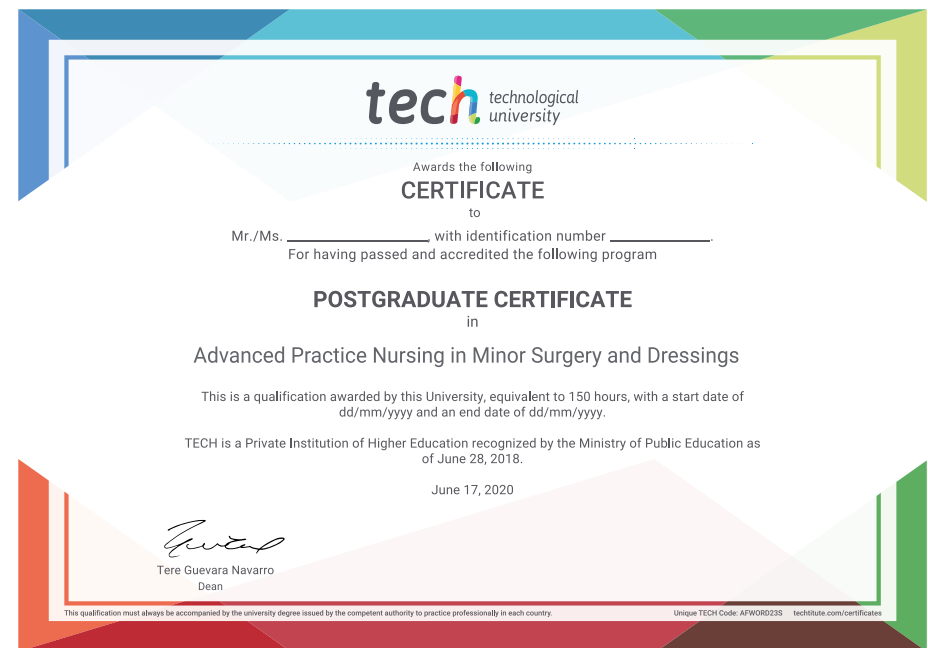 tech technological
university
Awards the following
CERTIFICATE
to
Mr./Ms. ____________________, with identification number ______________.
For having passed and accredited the following program
POSTGRADUATE CERTIFICATE
in
Advanced Practice Nursing in Minor Surgery and Dressings
This is a qualification awarded by this University, equivalent to 150 hours, with a start date of
dd/mm/yyyy and an end date of dd/mm/yyyy.
TECH is a Private Institution of Higher Education recognized by the Ministry of Public Education as
of June 28, 2018.
June 17, 2020
Tere Guevara Navarro
Dean
This qualification must always be accompanied by the university degree issued by the competent authority to practice professionally in each country. Unique TECH Code: AFWORD23S techtitute.com/certificates